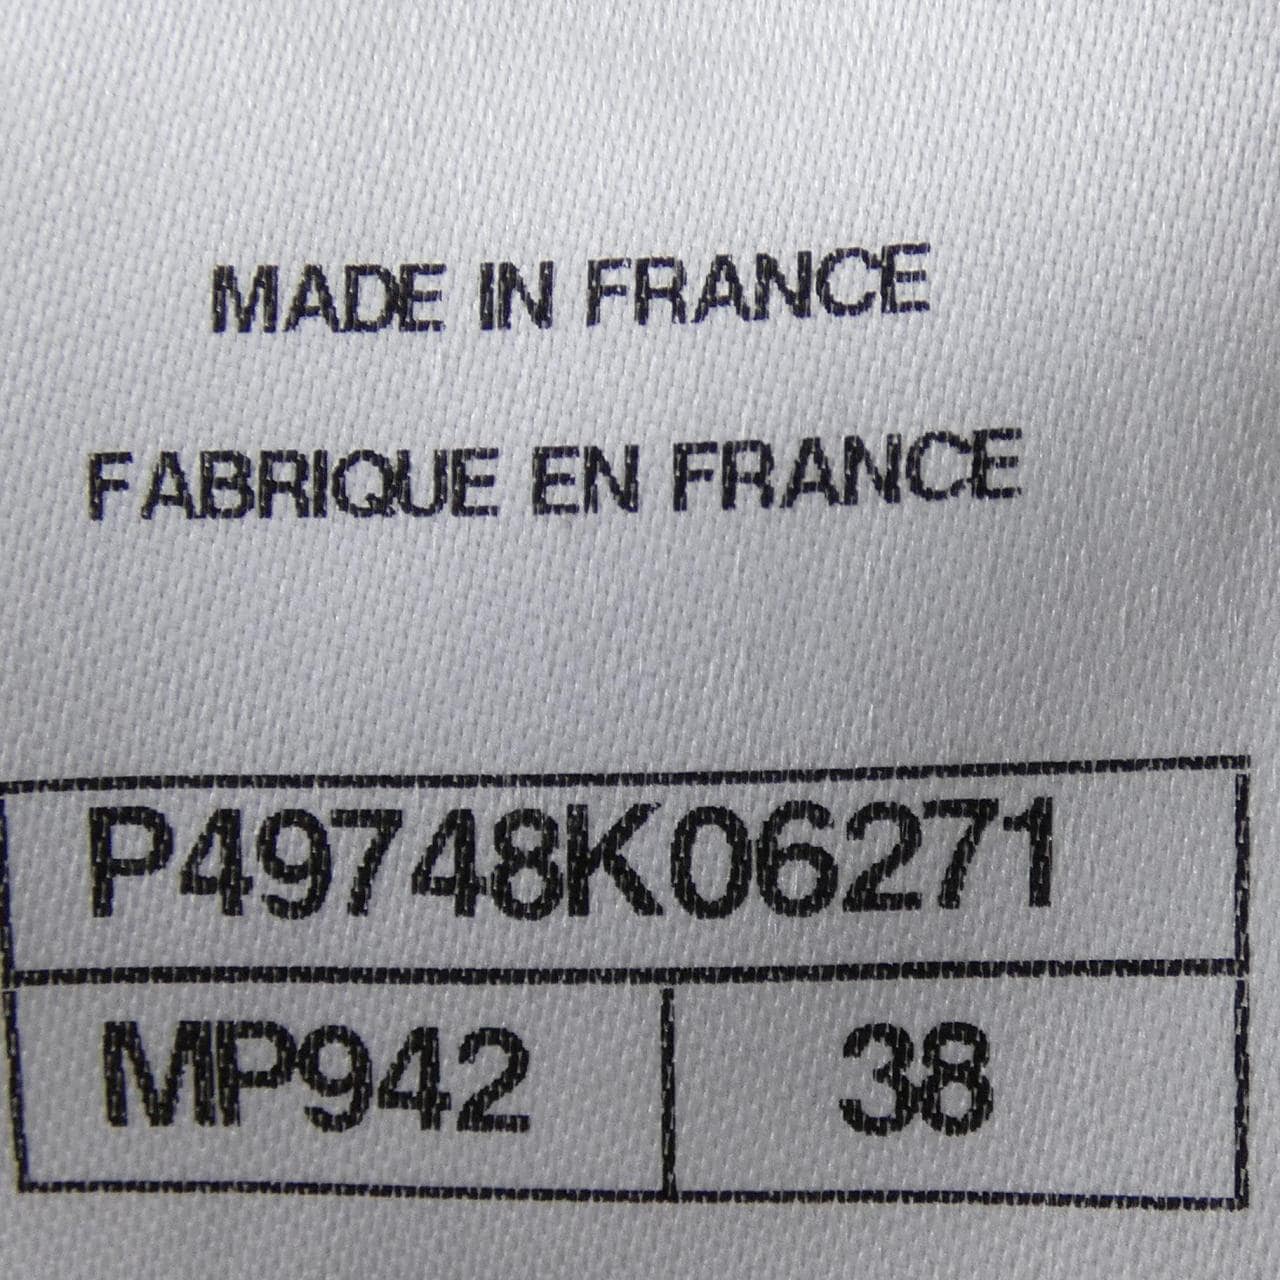 MADE IN FRANCE
FABRIQUE EN FRANCE
P49748K06271
MP942 38